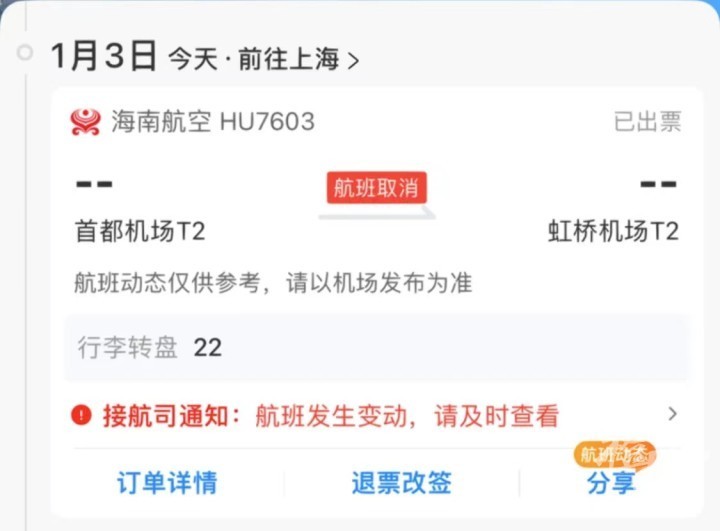 1月3日 今天·前往上海 >
海南航空 HU7603 已出票
-- 航班取消 --
首都机场T2 虹桥机场T2
航班动态仅供参考，请以机场发布为准
行李转盘 22
接航司通知：航班发生变动，请及时查看 >
航班动态
订单详情 退票改签 分享